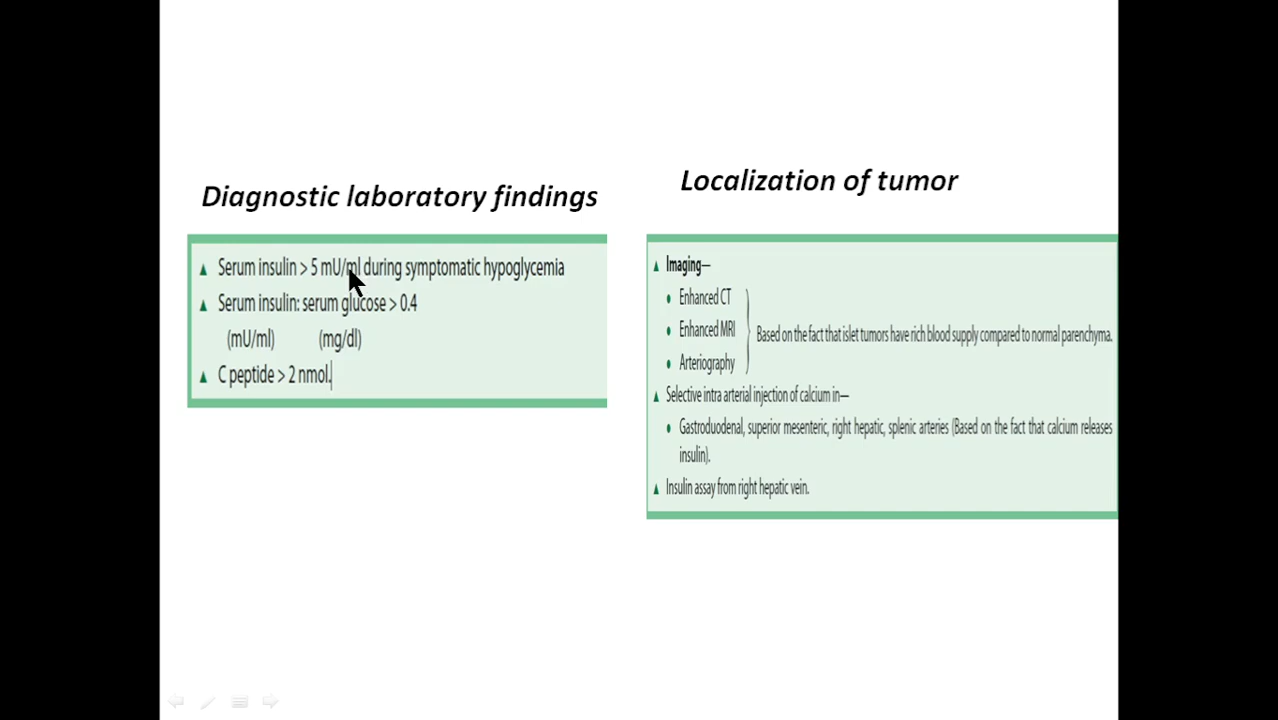 Diagnostic laboratory findings
▲ Serum insulin > 5 mU/ml during symptomatic hypoglycemia
▲ Serum insulin: serum glucose > 0.4
(mU/ml) (mg/dl)
▲ C peptide > 2 nmol.
Localization of tumor
▲ Imaging—
• Enhanced CT
• Enhanced MRI
• Arteriography
Based on the fact that islet tumors have rich blood supply compared to normal parenchyma.
▲ Selective intra arterial injection of calcium in—
• Gastroduodenal, superior mesenteric, right hepatic, splenic arteries (Based on the fact that calcium releases
insulin).
▲ Insulin assay from right hepatic vein.